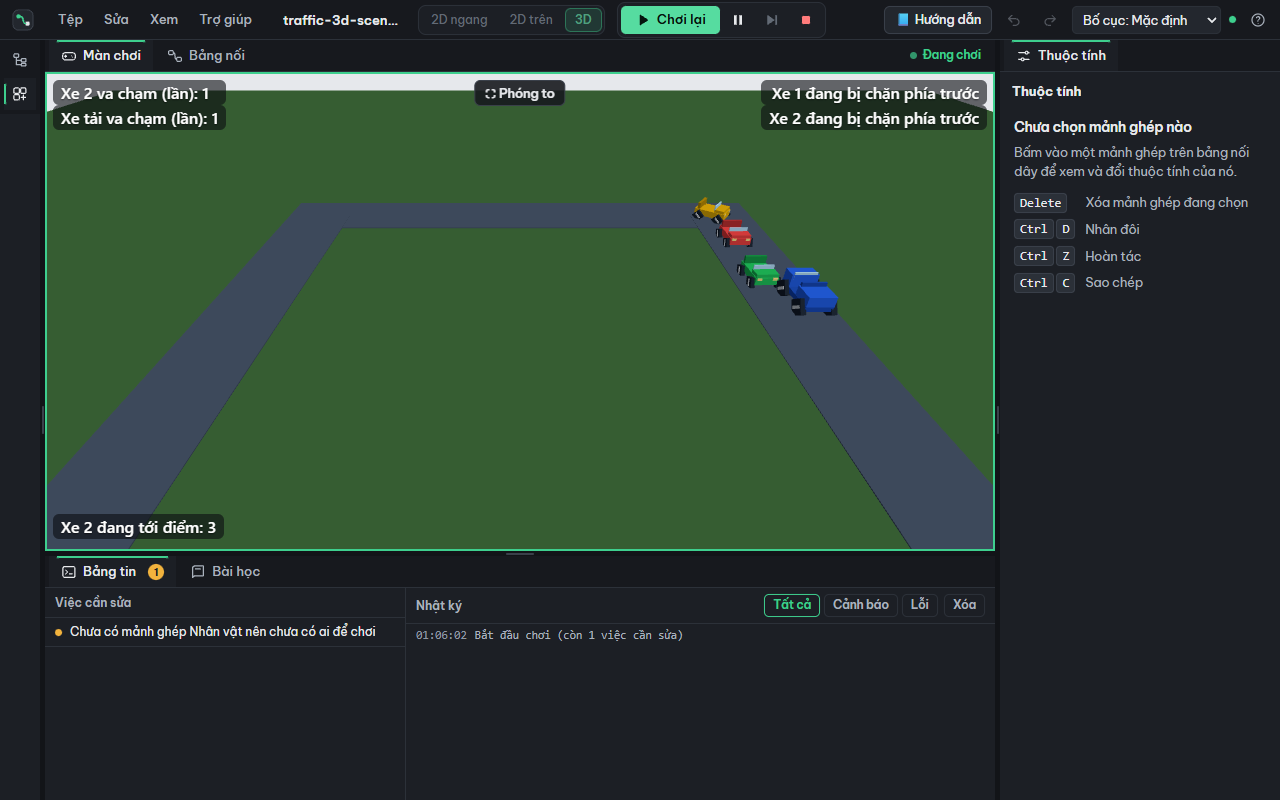 Tệp Sửa Xem Trợ giúp traffic-3d-scen... 2D ngang 2D trên 3D Chơi lại Hướng dẫn Bố cục: Mặc định
Màn chơi Bảng nối Đang chơi
Thuộc tính
Xe 2 va chạm (lần): 1
Xe tải va chạm (lần): 1
Phóng to
Xe 1 đang bị chặn phía trước
Xe 2 đang bị chặn phía trước
Xe 2 đang tới điểm: 3
Thuộc tính
Chưa chọn mảnh ghép nào
Bấm vào một mảnh ghép trên bảng nối
dây để xem và đổi thuộc tính của nó.
Delete Xóa mảnh ghép đang chọn
Ctrl D Nhân đôi
Ctrl Z Hoàn tác
Ctrl C Sao chép
Bảng tin 1 Bài học
Việc cần sửa
Chưa có mảnh ghép Nhân vật nên chưa có ai để chơi
Nhật ký Tất cả Cảnh báo Lỗi Xóa
01:06:02 Bắt đầu chơi (còn 1 việc cần sửa)